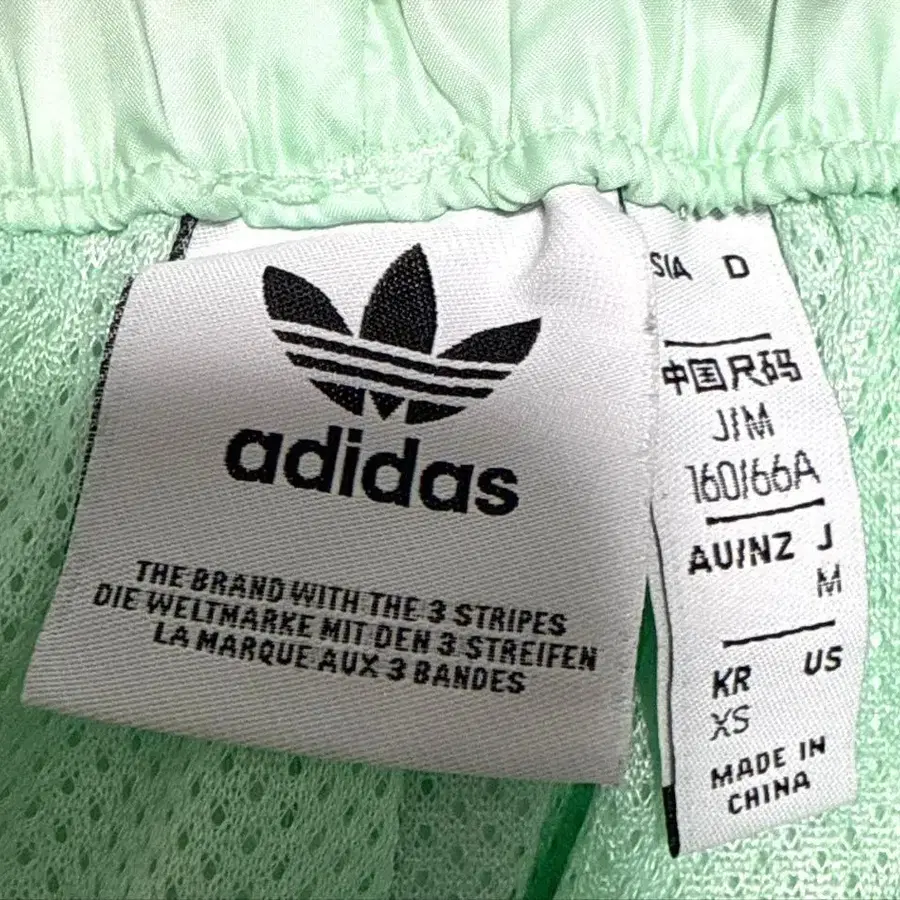 adidas
THE BRAND WITH THE 3 STRIPES
DIE WELTMARKE MIT DEN 3 STREIFEN
LA MARQUE AUX 3 BANDES
D
中国尺码
J/M
160/66A
AU/NZ J
M
KR US
XS
MADE IN
CHINA